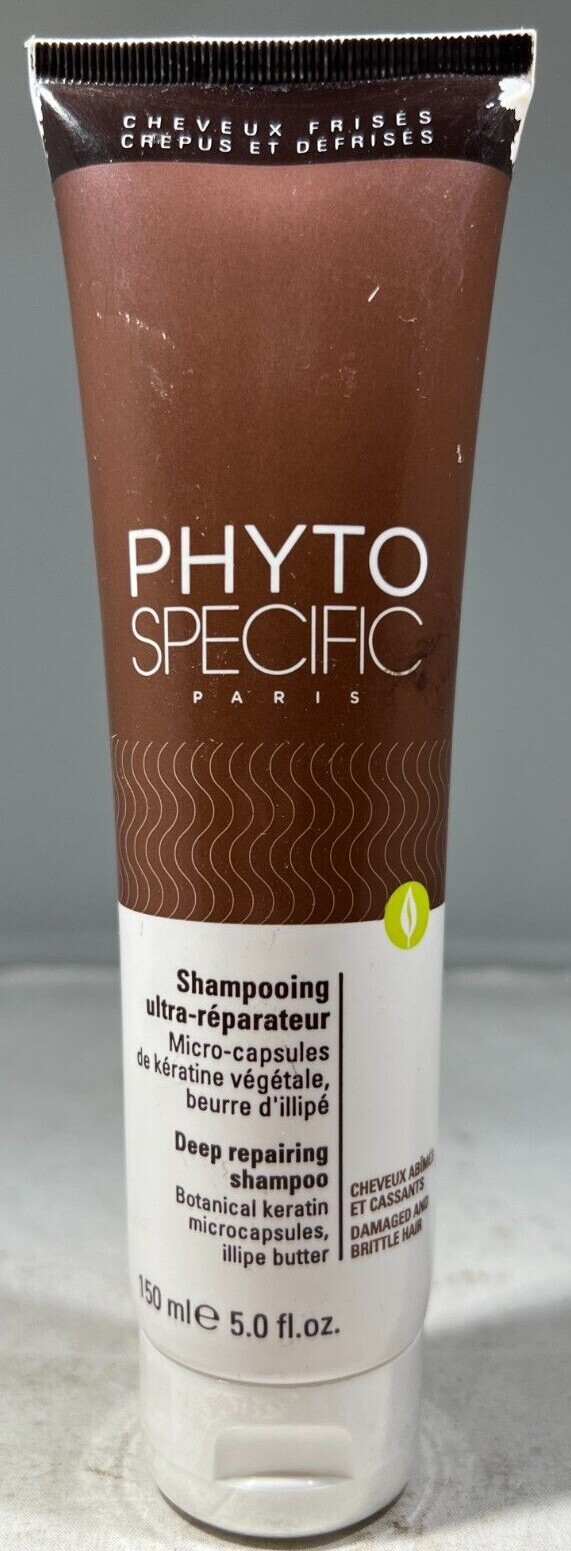 CHEVEUX FRISÉS
CRÉPUS ET DÉFRISÉS
PHYTO
SPECIFIC
PARIS
Shampooing
ultra-réparateur
Micro-capsules
de kératine végétale,
beurre d'illipé
Deep repairing
shampoo
Botanical keratin
microcapsules,
illipe butter
CHEVEUX ABÎMÉS
ET CASSANTS
DAMAGED AND
BRITTLE HAIR
150 ml℮ 5.0 fl.oz.